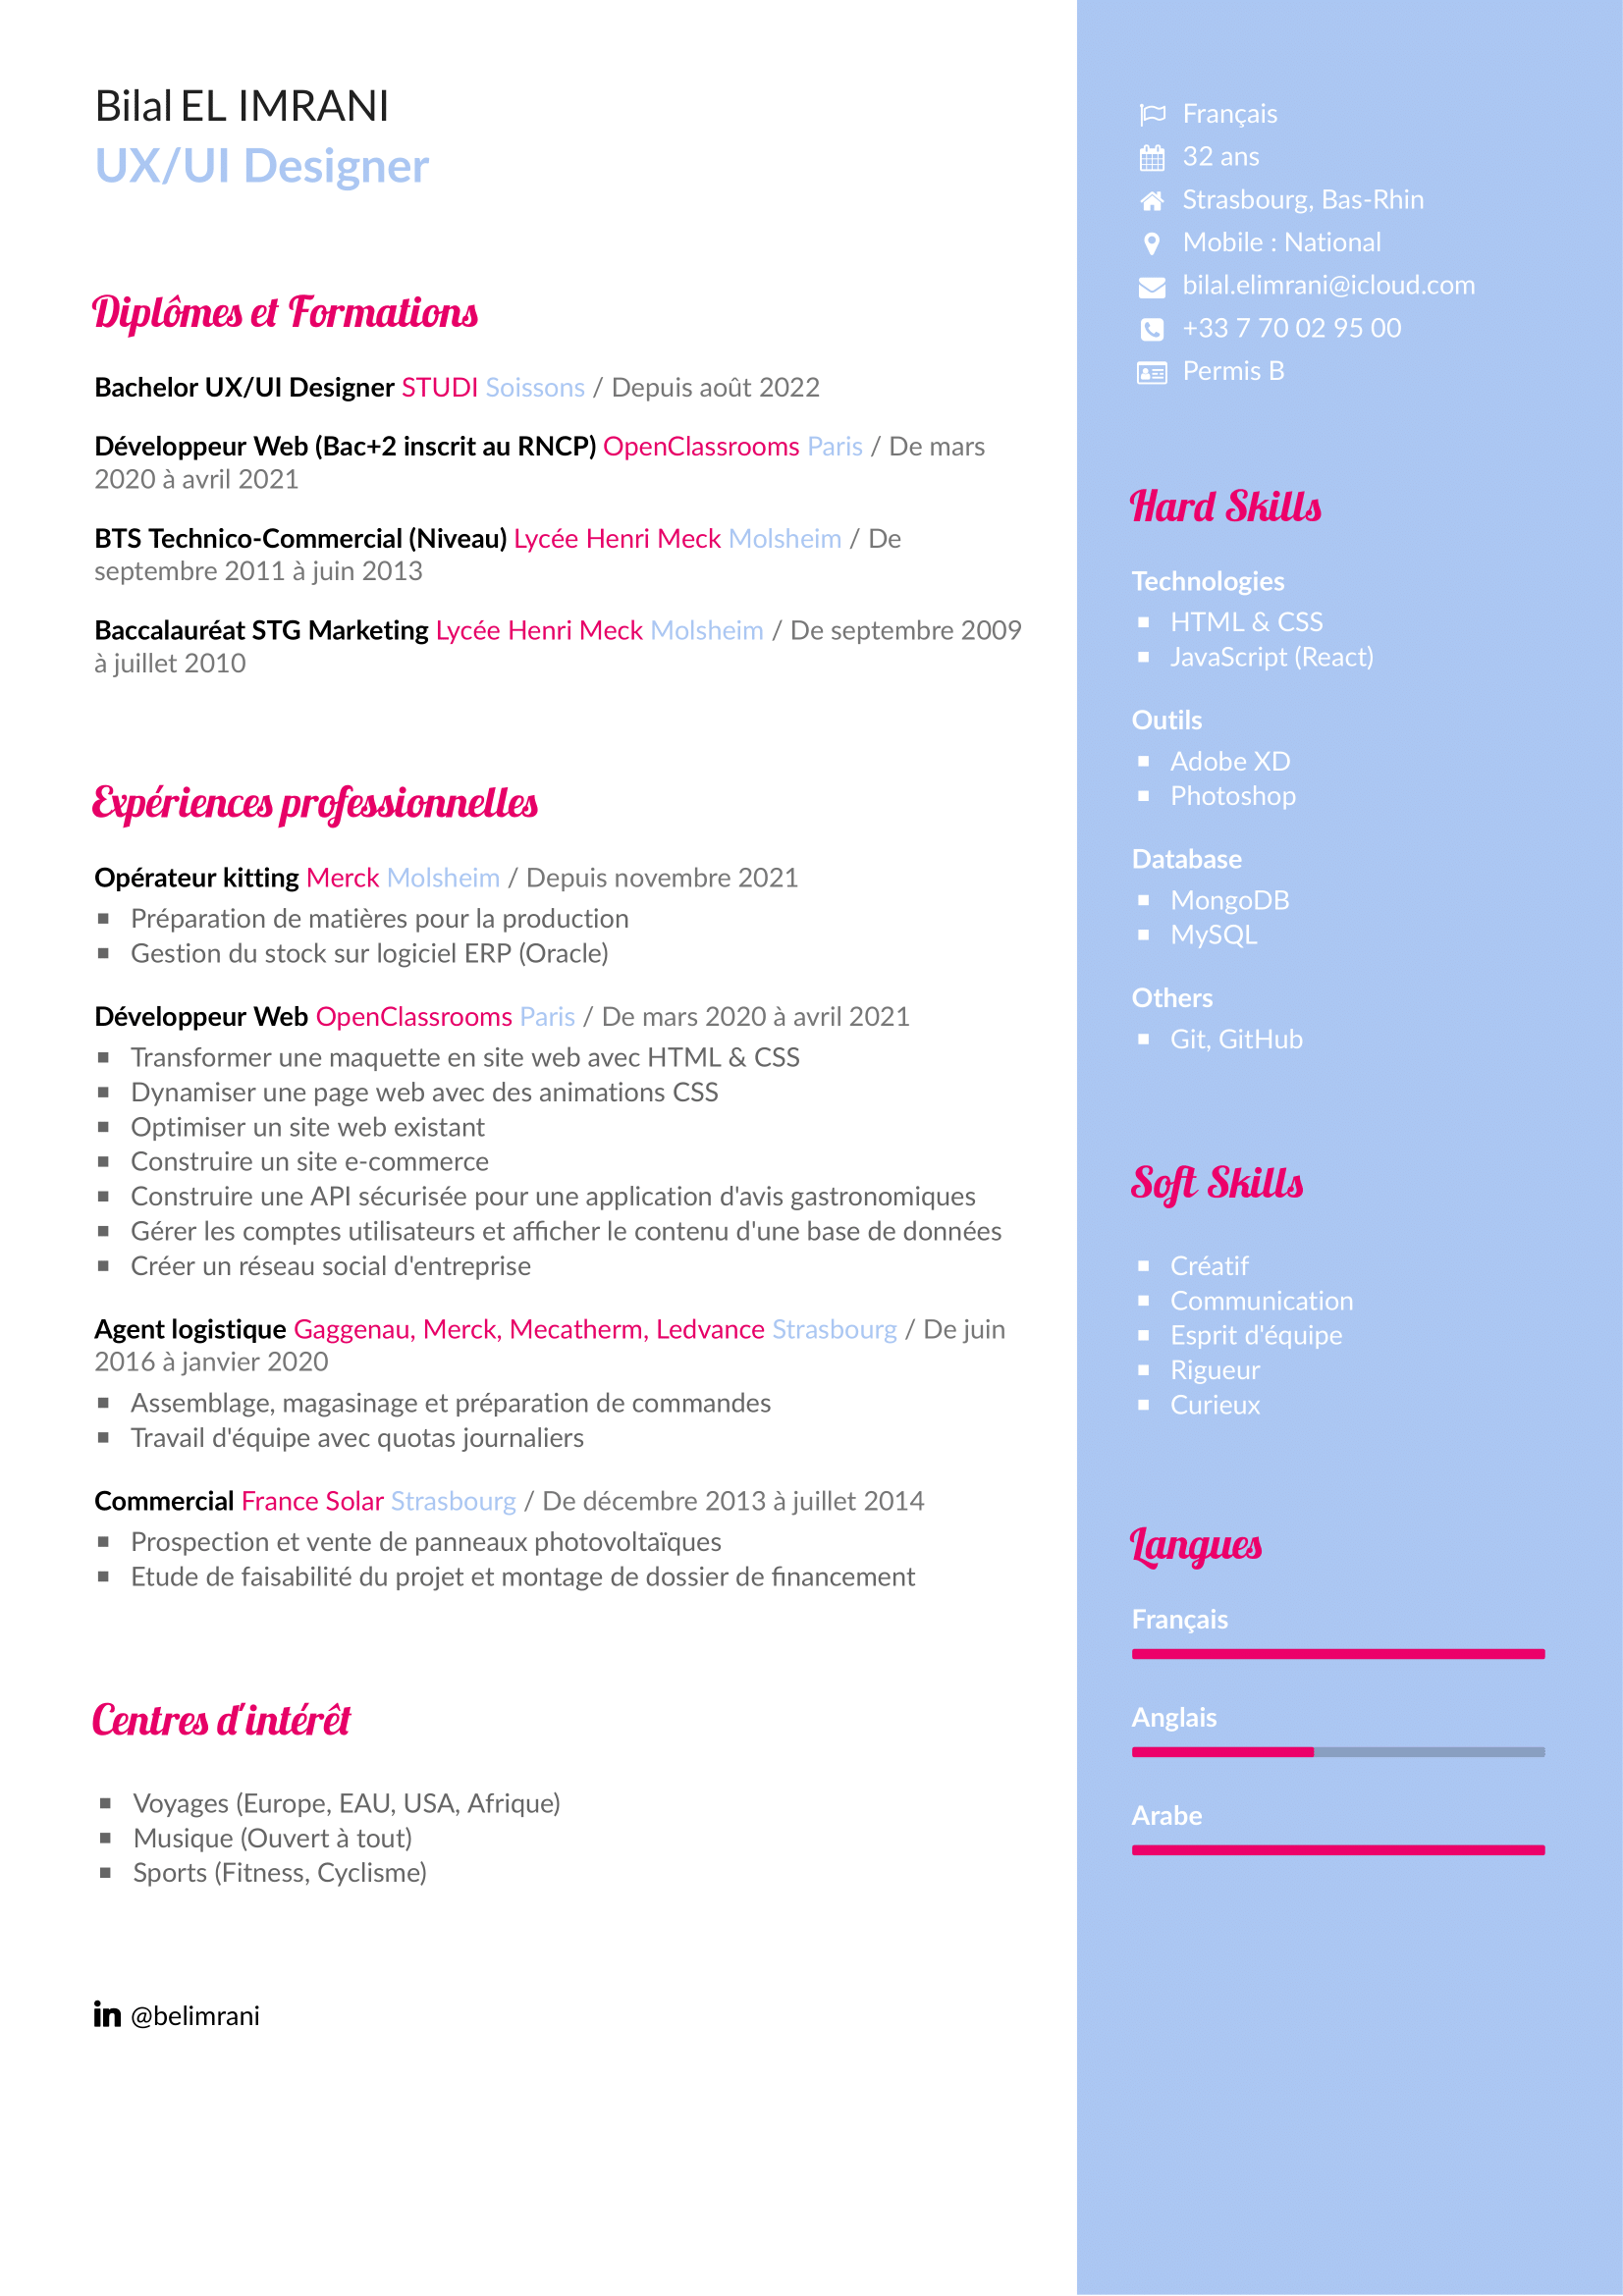 Bilal EL IMRANI
UX/UI Designer
Diplômes et Formations
Bachelor UX/UI Designer STUDI Soissons / Depuis août 2022
Développeur Web (Bac+2 inscrit au RNCP) OpenClassrooms Paris / De mars
2020 à avril 2021
BTS Technico-Commercial (Niveau) Lycée Henri Meck Molsheim / De
septembre 2011 à juin 2013
Baccalauréat STG Marketing Lycée Henri Meck Molsheim / De septembre 2009
à juillet 2010
Expériences professionnelles
Opérateur kitting Merck Molsheim / Depuis novembre 2021
Préparation de matières pour la production
Gestion du stock sur logiciel ERP (Oracle)
Développeur Web OpenClassrooms Paris / De mars 2020 à avril 2021
Transformer une maquette en site web avec HTML & CSS
Dynamiser une page web avec des animations CSS
Optimiser un site web existant
Construire un site e-commerce
Construire une API sécurisée pour une application d'avis gastronomiques
Gérer les comptes utilisateurs et afficher le contenu d'une base de données
Créer un réseau social d'entreprise
Agent logistique Gaggenau, Merck, Mecatherm, Ledvance Strasbourg / De juin
2016 à janvier 2020
Assemblage, magasinage et préparation de commandes
Travail d'équipe avec quotas journaliers
Commercial France Solar Strasbourg / De décembre 2013 à juillet 2014
Prospection et vente de panneaux photovoltaïques
Etude de faisabilité du projet et montage de dossier de financement
Centres d'intérêt
Voyages (Europe, EAU, USA, Afrique)
Musique (Ouvert à tout)
Sports (Fitness, Cyclisme)
in @belimrani
Français
32 ans
Strasbourg, Bas-Rhin
Mobile : National
bilal.elimrani@icloud.com
+33 7 70 02 95 00
Permis B
Hard Skills
Technologies
HTML & CSS
JavaScript (React)
Outils
Adobe XD
Photoshop
Database
MongoDB
MySQL
Others
Git, GitHub
Soft Skills
Créatif
Communication
Esprit d'équipe
Rigueur
Curieux
Langues
Français
Anglais
Arabe